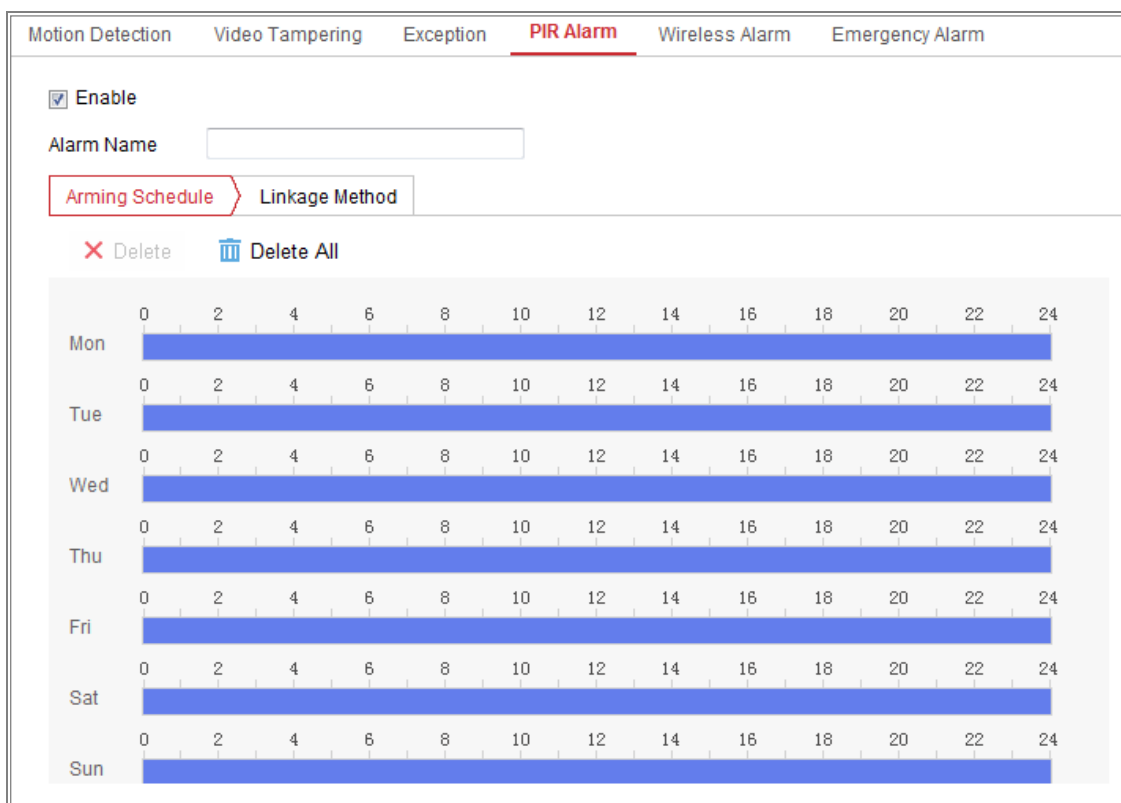 Motion Detection Video Tampering Exception PIR Alarm Wireless Alarm Emergency Alarm
Enable
Alarm Name
Arming Schedule Linkage Method
Delete Delete All
0 2 4 6 8 10 12 14 16 18 20 22 24
Mon
0 2 4 6 8 10 12 14 16 18 20 22 24
Tue
0 2 4 6 8 10 12 14 16 18 20 22 24
Wed
0 2 4 6 8 10 12 14 16 18 20 22 24
Thu
0 2 4 6 8 10 12 14 16 18 20 22 24
Fri
0 2 4 6 8 10 12 14 16 18 20 22 24
Sat
0 2 4 6 8 10 12 14 16 18 20 22 24
Sun